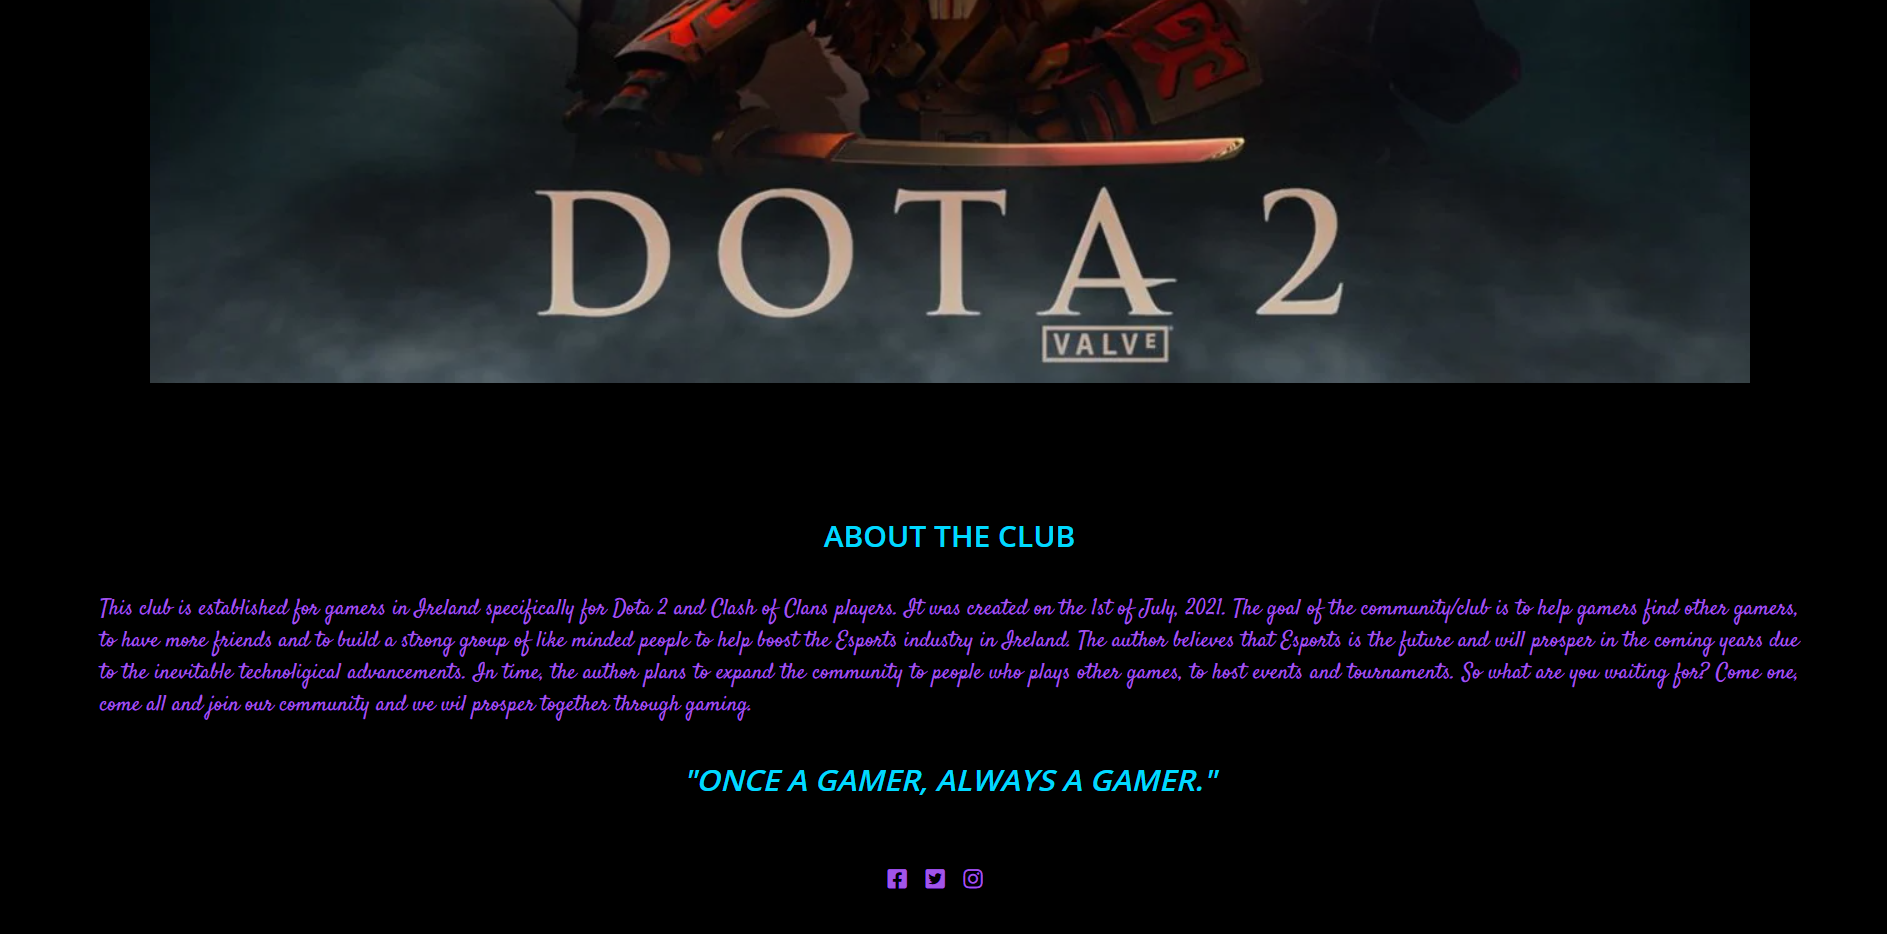 DOTA 2
VALVE
ABOUT THE CLUB
This club is established for gamers in Ireland specifically for Dota 2 and Clash of Clans players. It was created on the 1st of July, 2021. The goal of the community/club is to help gamers find other gamers,
to have more friends and to build a strong group of like minded people to help boost the Esports industry in Ireland. The author believes that Esports is the future and will prosper in the coming years due
to the inevitable technoligical advancements. In time, the author plans to expand the community to people who plays other games, to host events and tournaments. So what are you waiting for? Come one,
come all and join our community and we wil prosper together through gaming.
"ONCE A GAMER, ALWAYS A GAMER."